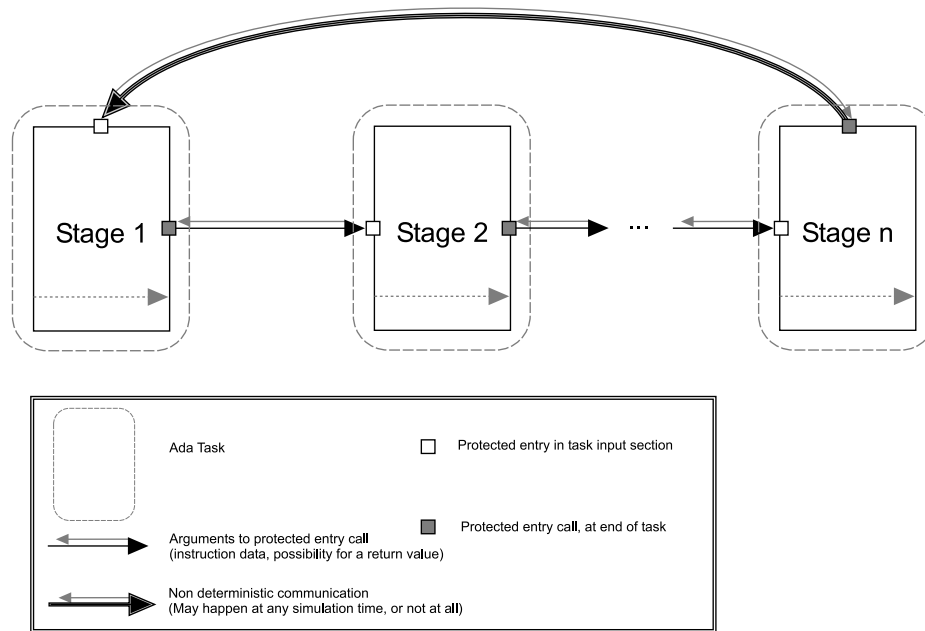 Stage 1
Stage 2
...
Stage n
Ada Task
Protected entry in task input section
Protected entry call, at end of task
Arguments to protected entry call
(instruction data, possibility for a return value)
Non deterministic communication
(May happen at any simulation time, or not at all)